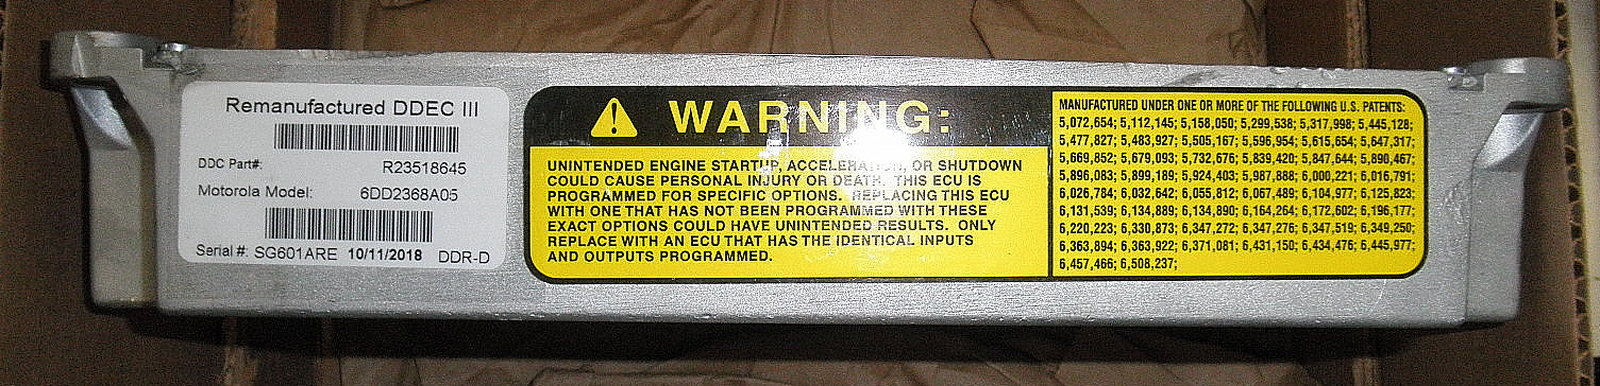 Remanufactured DDEC III
DDC Part#: R23518645
Motorola Model: 6DD2368A05
Serial #: SG601ARE 10/11/2018 DDR-D
WARNING:
UNINTENDED ENGINE STARTUP, ACCELERATION, OR SHUTDOWN
COULD CAUSE PERSONAL INJURY OR DEATH. THIS ECU IS
PROGRAMMED FOR SPECIFIC OPTIONS. REPLACING THIS ECU
WITH ONE THAT HAS NOT BEEN PROGRAMMED WITH THESE
EXACT OPTIONS COULD HAVE UNINTENDED RESULTS. ONLY
REPLACE WITH AN ECU THAT HAS THE IDENTICAL INPUTS
AND OUTPUTS PROGRAMMED.
MANUFACTURED UNDER ONE OR MORE OF THE FOLLOWING U.S. PATENTS:
5,072,654; 5,112,145; 5,158,050; 5,299,538; 5,317,998; 5,445,128;
5,477,827; 5,483,927; 5,505,167; 5,596,954; 5,615,654; 5,647,317;
5,669,852; 5,679,093; 5,732,676; 5,839,420; 5,847,644; 5,890,467;
5,896,083; 5,899,189; 5,924,403; 5,987,888; 6,000,221; 6,016,791;
6,026,784; 6,032,642; 6,055,812; 6,067,489; 6,104,977; 6,125,823;
6,131,539; 6,134,889; 6,134,890; 6,164,264; 6,172,602; 6,196,177;
6,220,223; 6,330,873; 6,347,272; 6,347,276; 6,347,519; 6,349,250;
6,363,894; 6,363,922; 6,371,081; 6,431,150; 6,434,476; 6,445,977;
6,457,466; 6,508,237;